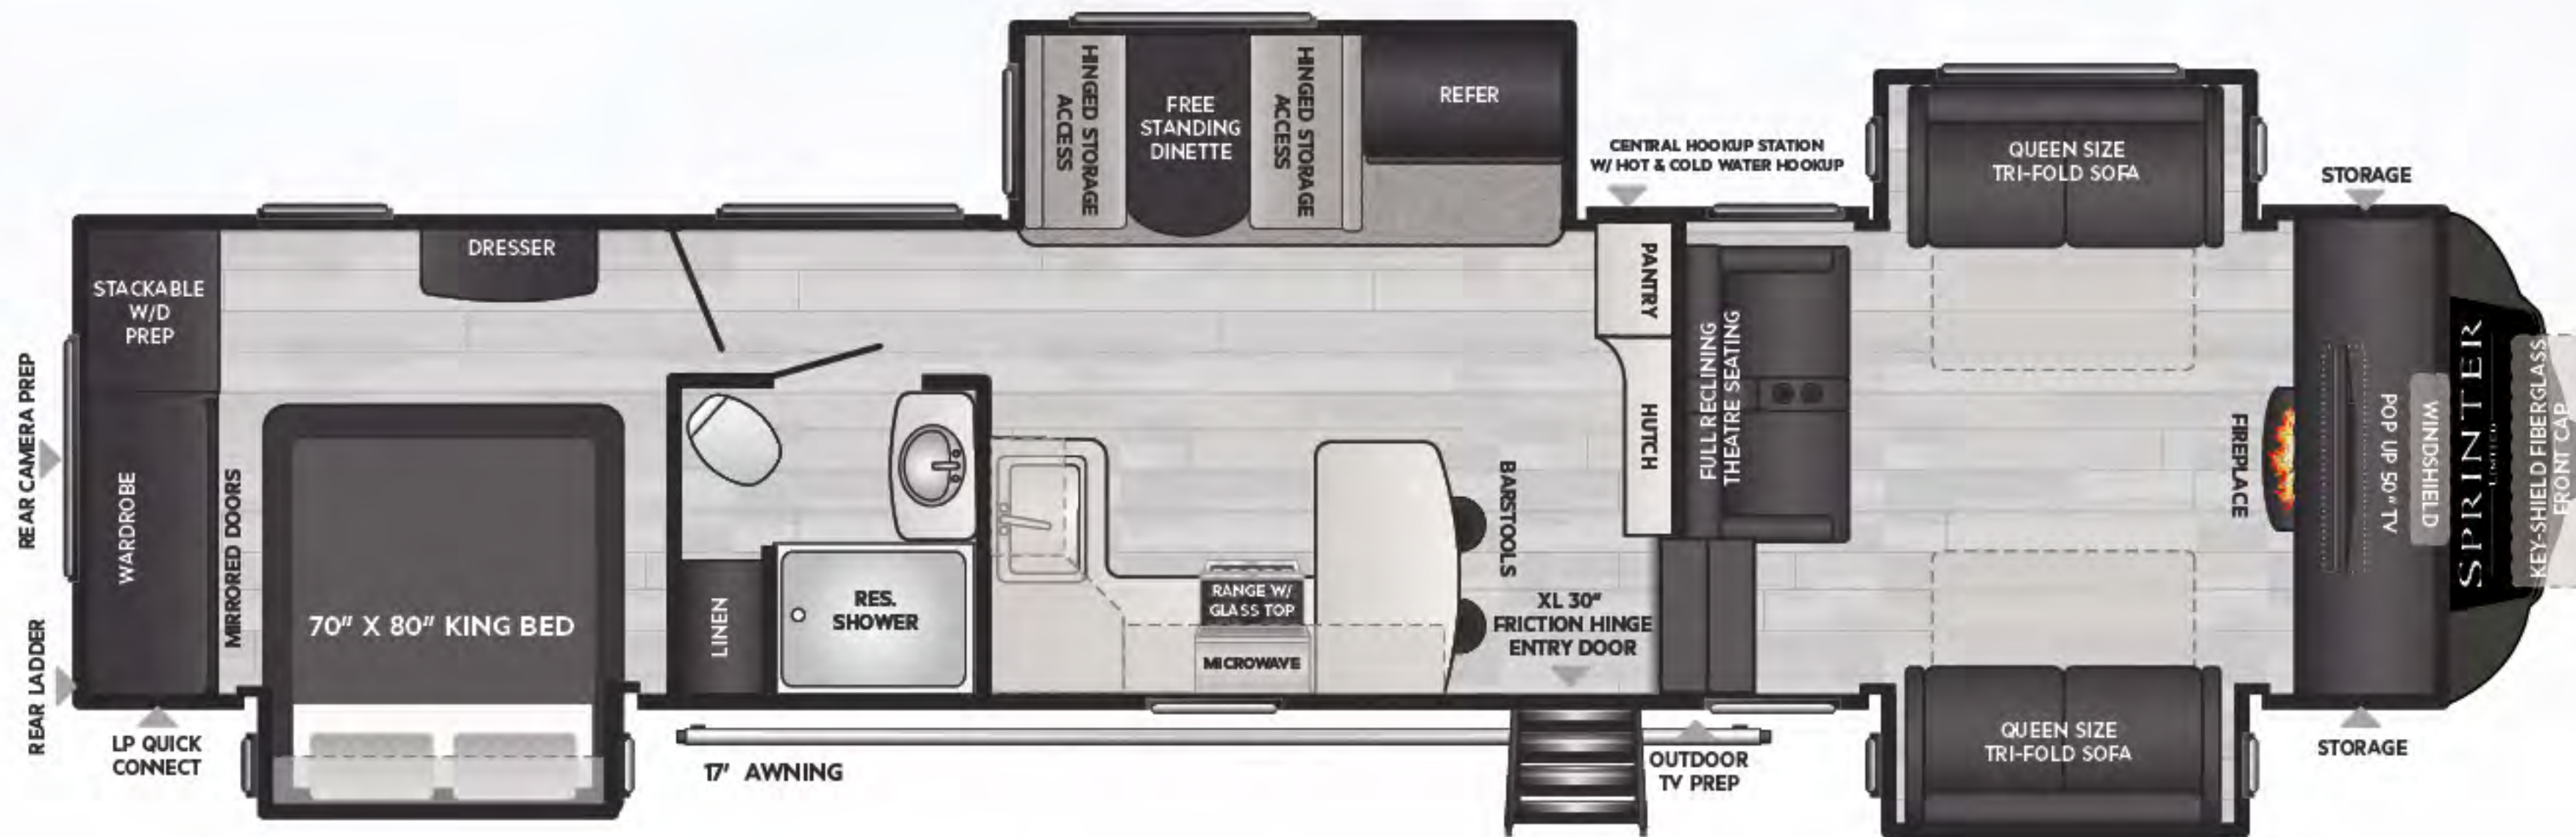 HINGED STORAGE
ACCESS
FREE
STANDING
DINETTE
HINGED STORAGE
ACCESS
REFER
CENTRAL HOOKUP STATION
W/ HOT & COLD WATER HOOKUP
QUEEN SIZE
TRI-FOLD SOFA
STORAGE
DRESSER
STACKABLE
W/D
PREP
REAR CAMERA PREP
WARDROBE
MIRRORED DOORS
REAR LADDER
LP QUICK
CONNECT
70" X 80" KING BED
LINEN
RES.
SHOWER
17' AWNING
RANGE W/
GLASS TOP
MICROWAVE
BARSTOOLS
XL 30"
FRICTION HINGE
ENTRY DOOR
PANTRY
HUTCH
FULL RECLINING
THEATRE SEATING
OUTDOOR
TV PREP
QUEEN SIZE
TRI-FOLD SOFA
FIREPLACE
POP UP 50" TV
WINDSHIELD
SPRINTER
LIMITED
KEY-SHIELD FIBERGLASS
FRONT CAP
STORAGE